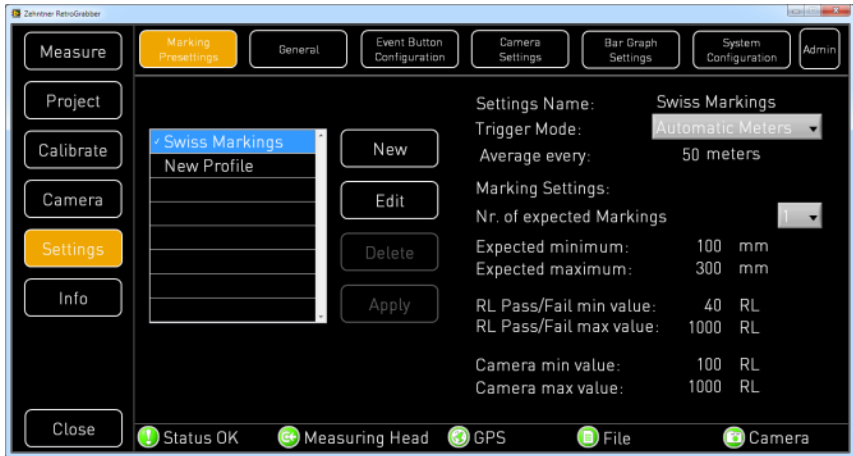 Zehntner RetroGrabber
Measure
Project
Calibrate
Camera
Settings
Info
Close
Marking
Presettings
General
Event Button
Configuration
Camera
Settings
Bar Graph
Settings
System
Configuration
Admin
Swiss Markings
New Profile
New
Edit
Delete
Apply
Settings Name: Swiss Markings
Trigger Mode: Automatic Meters
Average every: 50 meters
Marking Settings:
Nr. of expected Markings 1
Expected minimum: 100 mm
Expected maximum: 300 mm
RL Pass/Fail min value: 40 RL
RL Pass/Fail max value: 1000 RL
Camera min value: 100 RL
Camera max value: 1000 RL
Status OK
Measuring Head
GPS
File
Camera